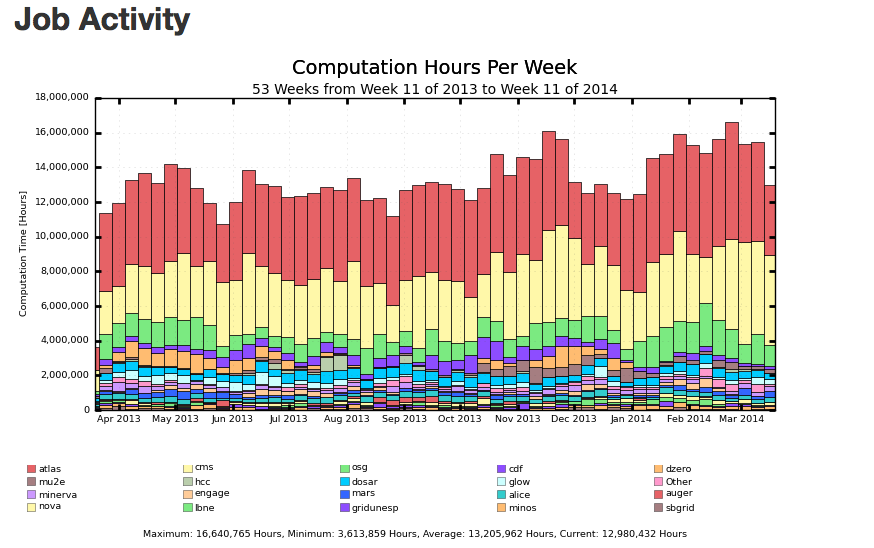 Job Activity
Computation Hours Per Week
53 Weeks from Week 11 of 2013 to Week 11 of 2014
18,000,000
16,000,000
14,000,000
12,000,000
10,000,000
8,000,000
6,000,000
4,000,000
2,000,000
0
Computation Time [Hours]
Apr 2013 May 2013 Jun 2013 Jul 2013 Aug 2013 Sep 2013 Oct 2013 Nov 2013 Dec 2013 Jan 2014 Feb 2014 Mar 2014
atlas cms osg cdf dzero
mu2e hcc dosar glow Other
minerva engage mars alice auger
nova lbne gridunesp minos sbgrid
Maximum: 16,640,765 Hours, Minimum: 3,613,859 Hours, Average: 13,205,962 Hours, Current: 12,980,432 Hours